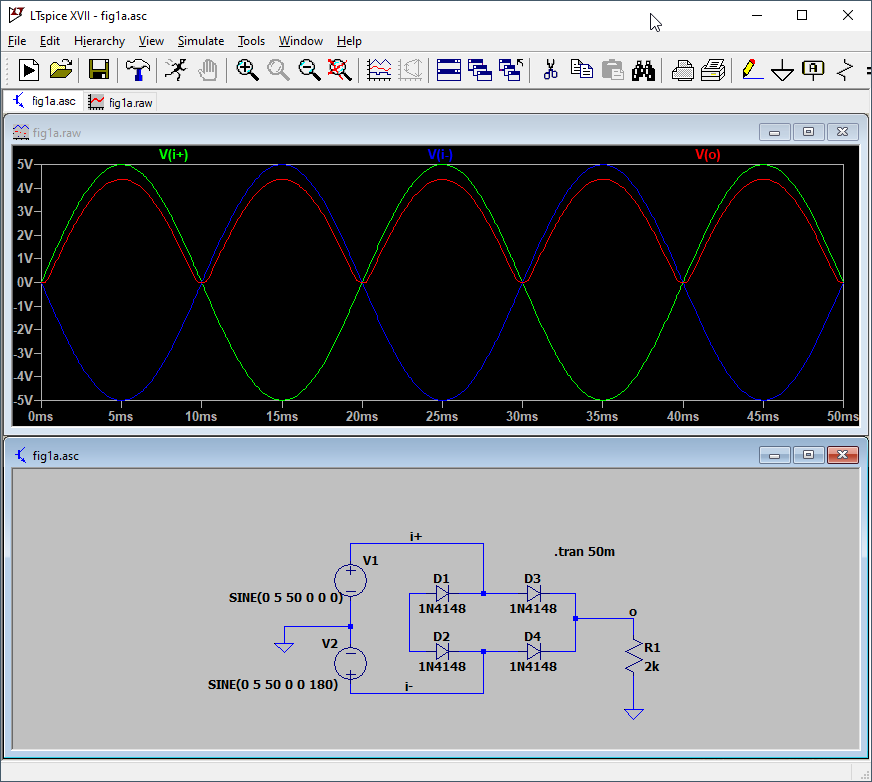 LTspice XVII - fig1a.asc
File Edit Hierarchy View Simulate Tools Window Help
fig1a.asc fig1a.raw
fig1a.raw
V(i+) V(i-) V(o)
5V
4V
3V
2V
1V
0V
-1V
-2V
-3V
-4V
-5V
0ms 5ms 10ms 15ms 20ms 25ms 30ms 35ms 40ms 45ms 50ms
fig1a.asc
i+
.tran 50m
V1
D1 D3
SINE(0 5 50 0 0 0)
1N4148 1N4148
o
V2 D2 D4
R1
1N4148 1N4148 2k
SINE(0 5 50 0 0 180) i-